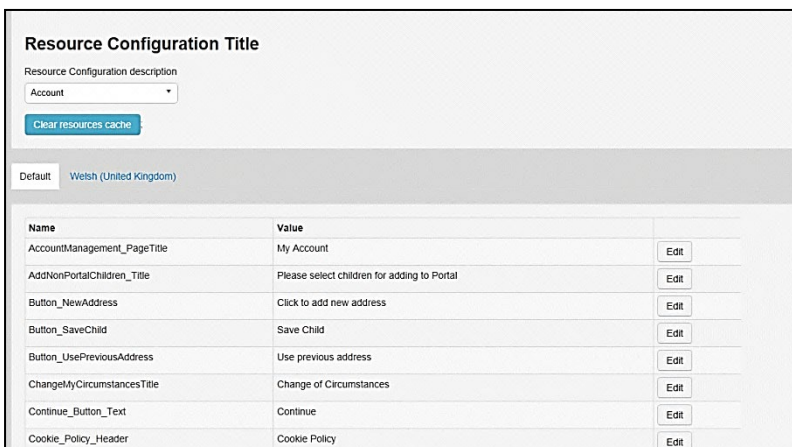 Resource Configuration Title
Resource Configuration description
Account
Clear resources cache
Default Welsh (United Kingdom)
Name Value
AccountManagement_PageTitle My Account Edit
AddNonPortalChildren_Title Please select children for adding to Portal Edit
Button_NewAddress Click to add new address Edit
Button_SaveChild Save Child Edit
Button_UsePreviousAddress Use previous address Edit
ChangeMyCircumstancesTitle Change of Circumstances Edit
Continue_Button_Text Continue Edit
Cookie_Policy_Header Cookie Policy Edit